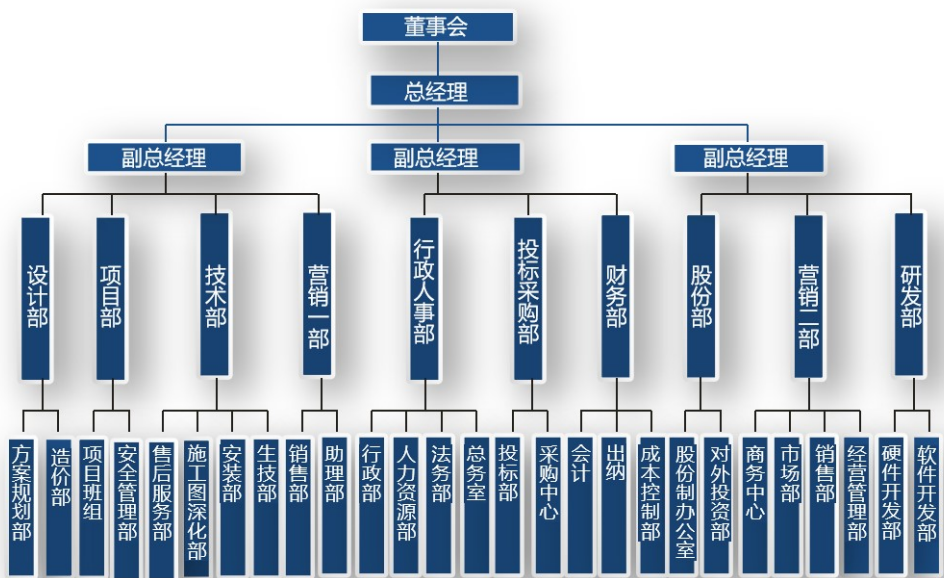 董事会
总经理
副总经理
副总经理
副总经理
设计部
项目部
技术部
营销一部
行政人事部
投标采购部
财务部
股份部
营销二部
研发部
方案规划部
造价部
项目班组
安全管理部
售后服务部
施工图深化部
安装部
生技部
销售部
助理部
行政部
人力资源部
法务部
总务室
投标部
采购中心
会计
出纳
成本控制部
股份制办公室
对外投资部
商务中心
市场部
销售部
经营管理部
硬件开发部
软件开发部